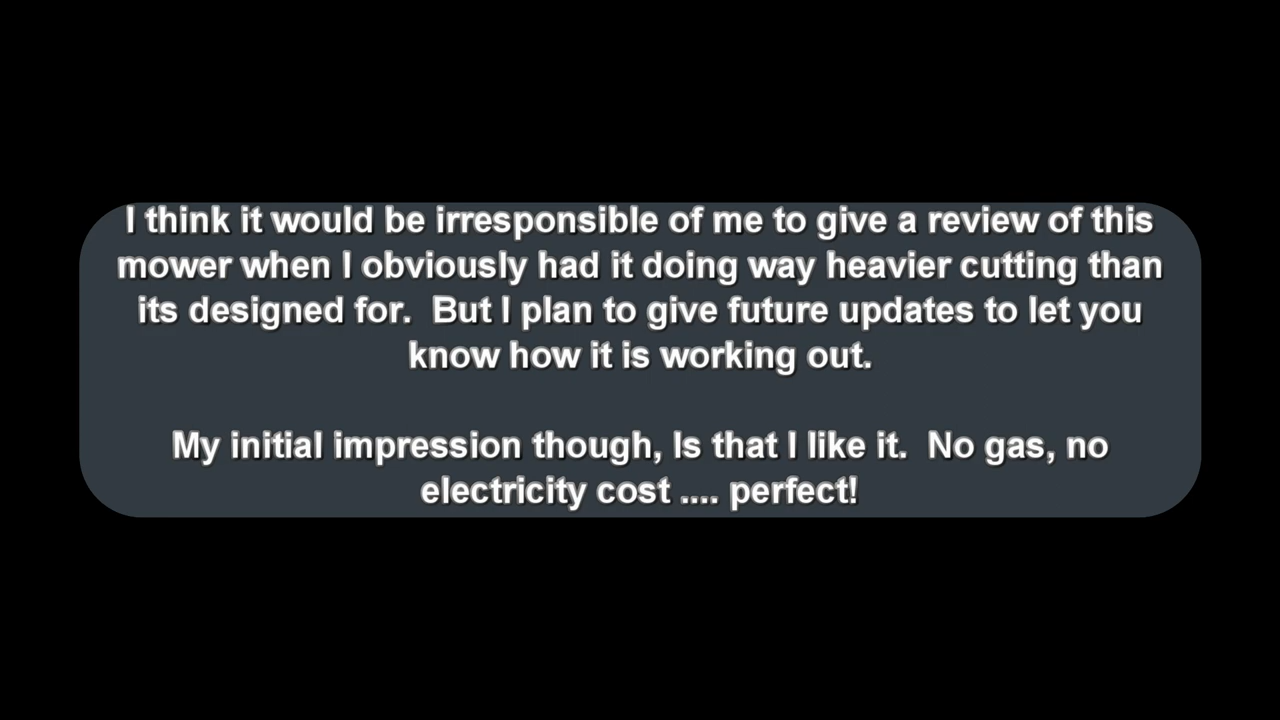 I think it would be irresponsible of me to give a review of this
mower when I obviously had it doing way heavier cutting than
its designed for.  But I plan to give future updates to let you
know how it is working out.
My initial impression though, Is that I like it.  No gas, no
electricity cost .... perfect!